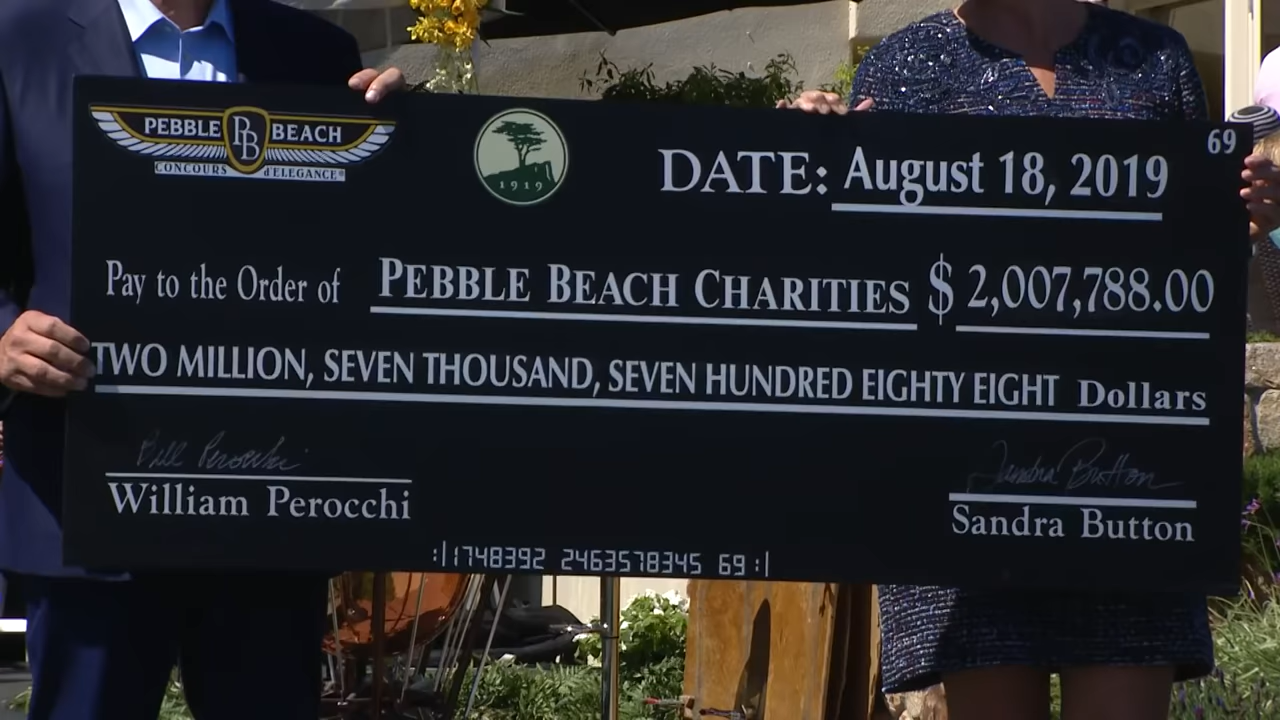 PEBBLE PB BEACH
CONCOURS d'ELEGANCE®
1919
69
DATE: August 18, 2019
Pay to the Order of PEBBLE BEACH CHARITIES $ 2,007,788.00
TWO MILLION, SEVEN THOUSAND, SEVEN HUNDRED EIGHTY EIGHT Dollars
Bill Perocchi
Sandra Button
William Perocchi
Sandra Button
:|1748392 2463578345 69:|